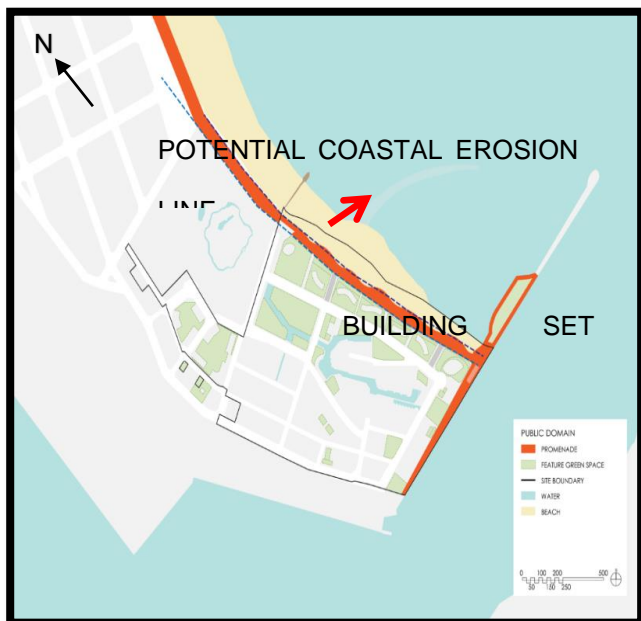 N
POTENTIAL COASTAL EROSION
LINE
BUILDING SET
PUBLIC DOMAIN
PROMENADE
FEATURE GREEN SPACE
SITE BOUNDARY
WATER
BEACH
0 100 200 500
50 150 250